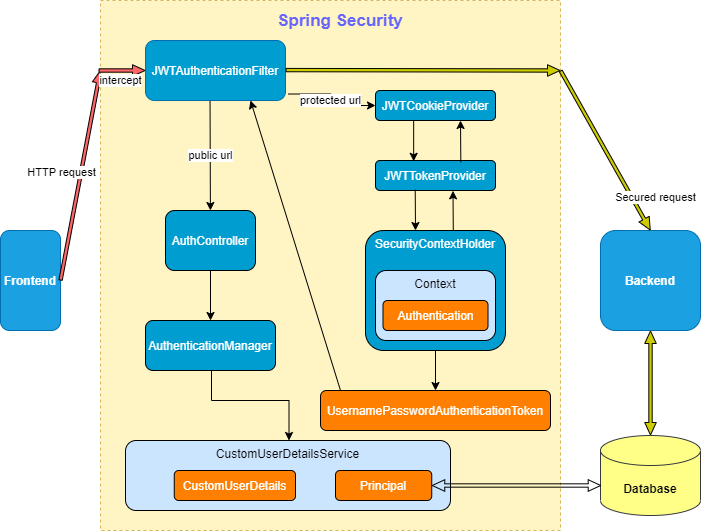 Spring Security
JWTAuthenticationFilter
intercept
protected url
JWTCookieProvider
public url
HTTP request
JWTTokenProvider
Secured request
AuthController
SecurityContextHolder
Frontend
Context
Backend
Authentication
AuthenticationManager
UsernamePasswordAuthenticationToken
CustomUserDetailsService
CustomUserDetails
Principal
Database